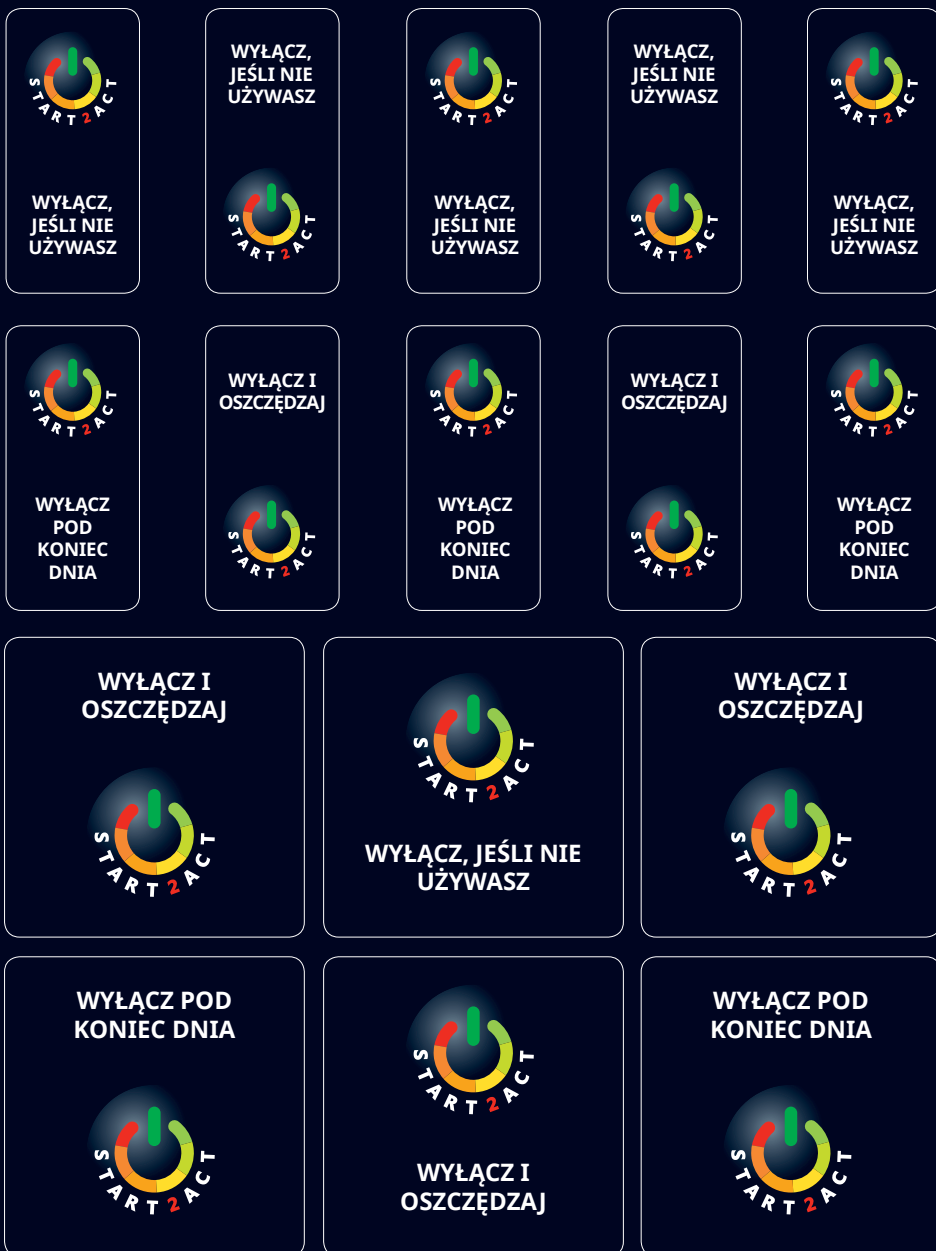 START2ACT
WYŁĄCZ,
JEŚLI NIE
UŻYWASZ
WYŁĄCZ,
JEŚLI NIE
UŻYWASZ
START2ACT
START2ACT
WYŁĄCZ,
JEŚLI NIE
UŻYWASZ
WYŁĄCZ,
JEŚLI NIE
UŻYWASZ
START2ACT
START2ACT
WYŁĄCZ,
JEŚLI NIE
UŻYWASZ
START2ACT
WYŁĄCZ
POD
KONIEC
DNIA
WYŁĄCZ I
OSZCZĘDZAJ
START2ACT
START2ACT
WYŁĄCZ
POD
KONIEC
DNIA
WYŁĄCZ I
OSZCZĘDZAJ
START2ACT
START2ACT
WYŁĄCZ
POD
KONIEC
DNIA
WYŁĄCZ I
OSZCZĘDZAJ
START2ACT
START2ACT
WYŁĄCZ, JEŚLI NIE
UŻYWASZ
WYŁĄCZ I
OSZCZĘDZAJ
START2ACT
WYŁĄCZ POD
KONIEC DNIA
START2ACT
START2ACT
WYŁĄCZ I
OSZCZĘDZAJ
WYŁĄCZ POD
KONIEC DNIA
START2ACT